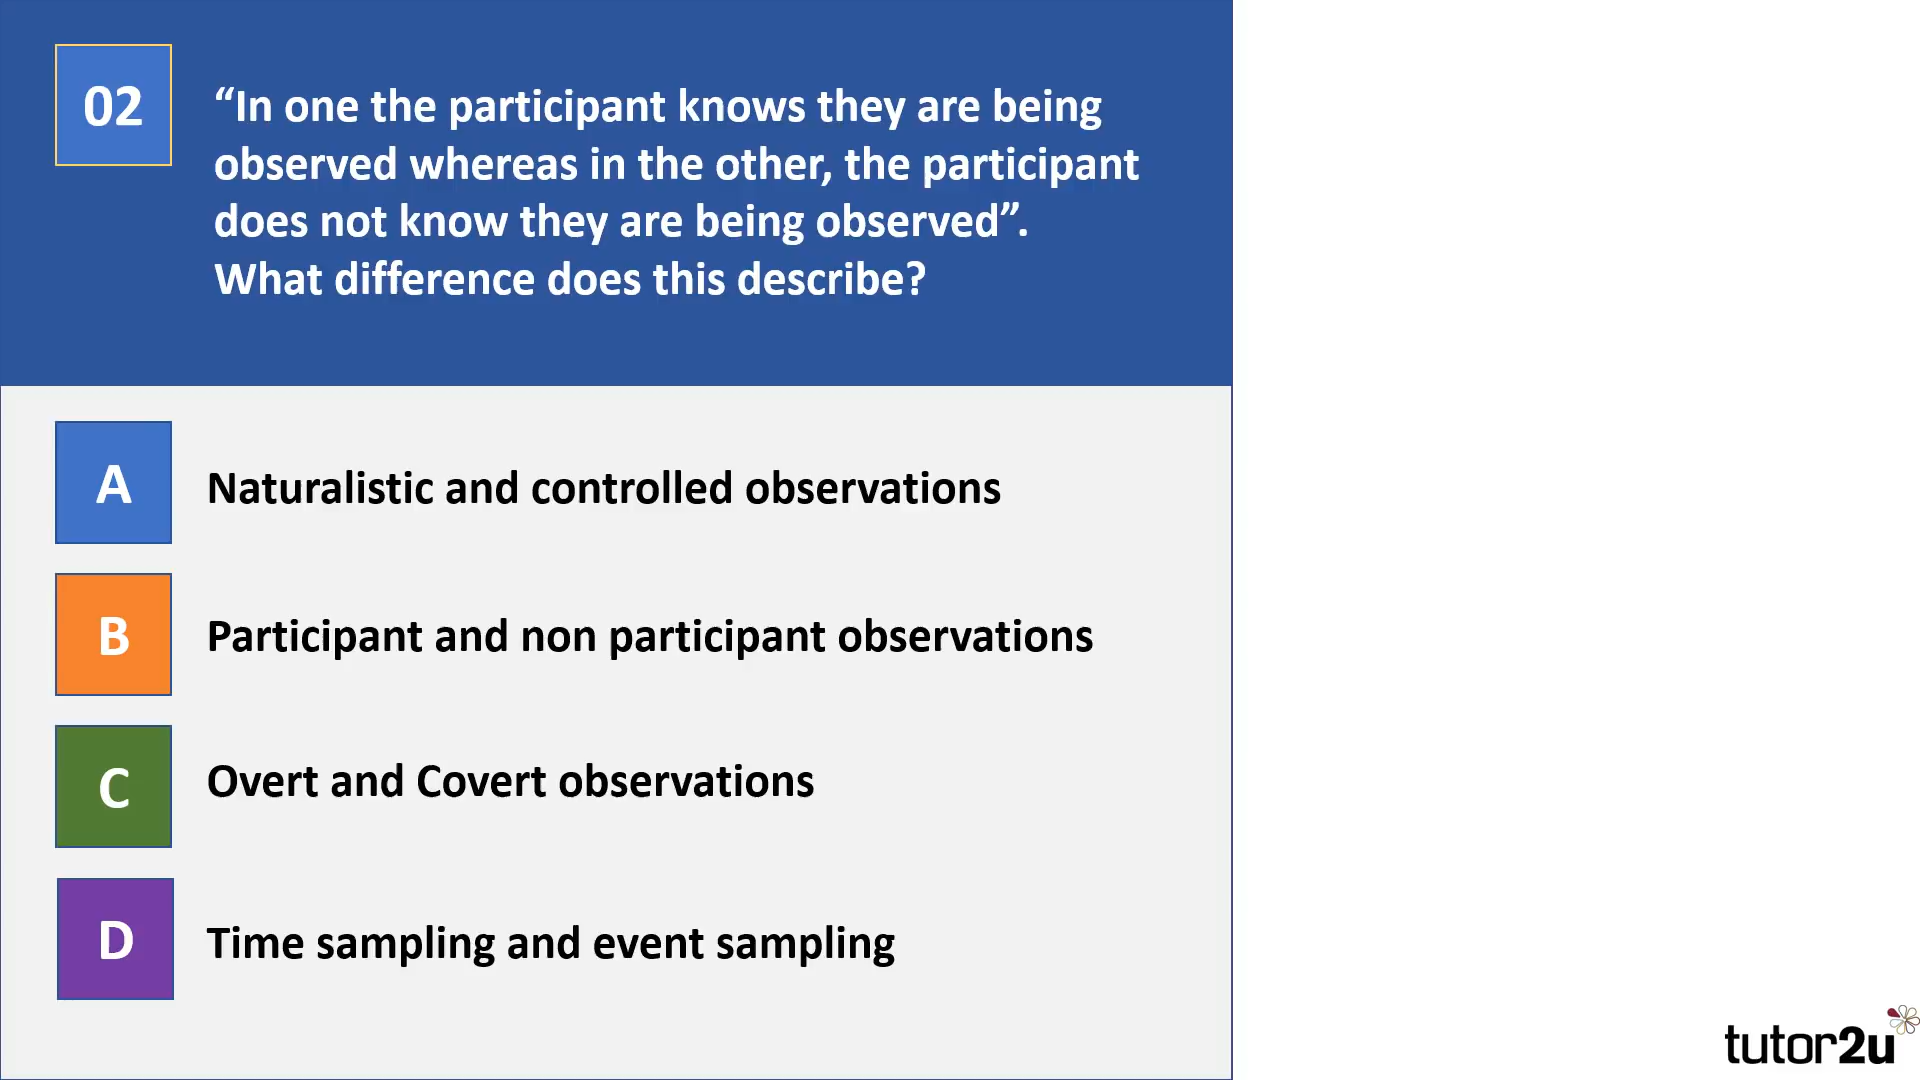 02
“In one the participant knows they are being
observed whereas in the other, the participant
does not know they are being observed”.
What difference does this describe?
A
Naturalistic and controlled observations
B
Participant and non participant observations
C
Overt and Covert observations
D
Time sampling and event sampling
tutor2u